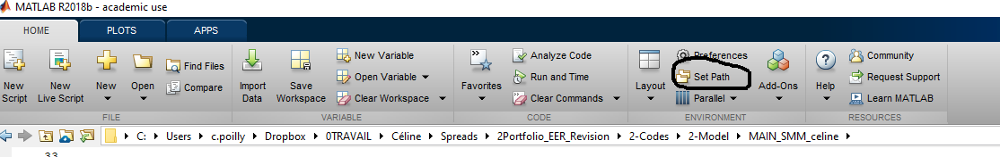 MATLAB R2018b - academic use
HOME PLOTS APPS
New Script
New Live Script
New
Open
Find Files
Compare
FILE
Import Data
Save Workspace
New Variable
Open Variable
Clear Workspace
VARIABLE
Favorites
Analyze Code
Run and Time
Clear Commands
CODE
Layout
Preferences
Set Path
Parallel
Add-Ons
ENVIRONMENT
Help
Community
Request Support
Learn MATLAB
RESOURCES
C: Users c.poilly Dropbox 0TRAVAIL Céline Spreads 2Portfolio_EER_Revision 2-Codes 2-Model MAIN_SMM_celine
33